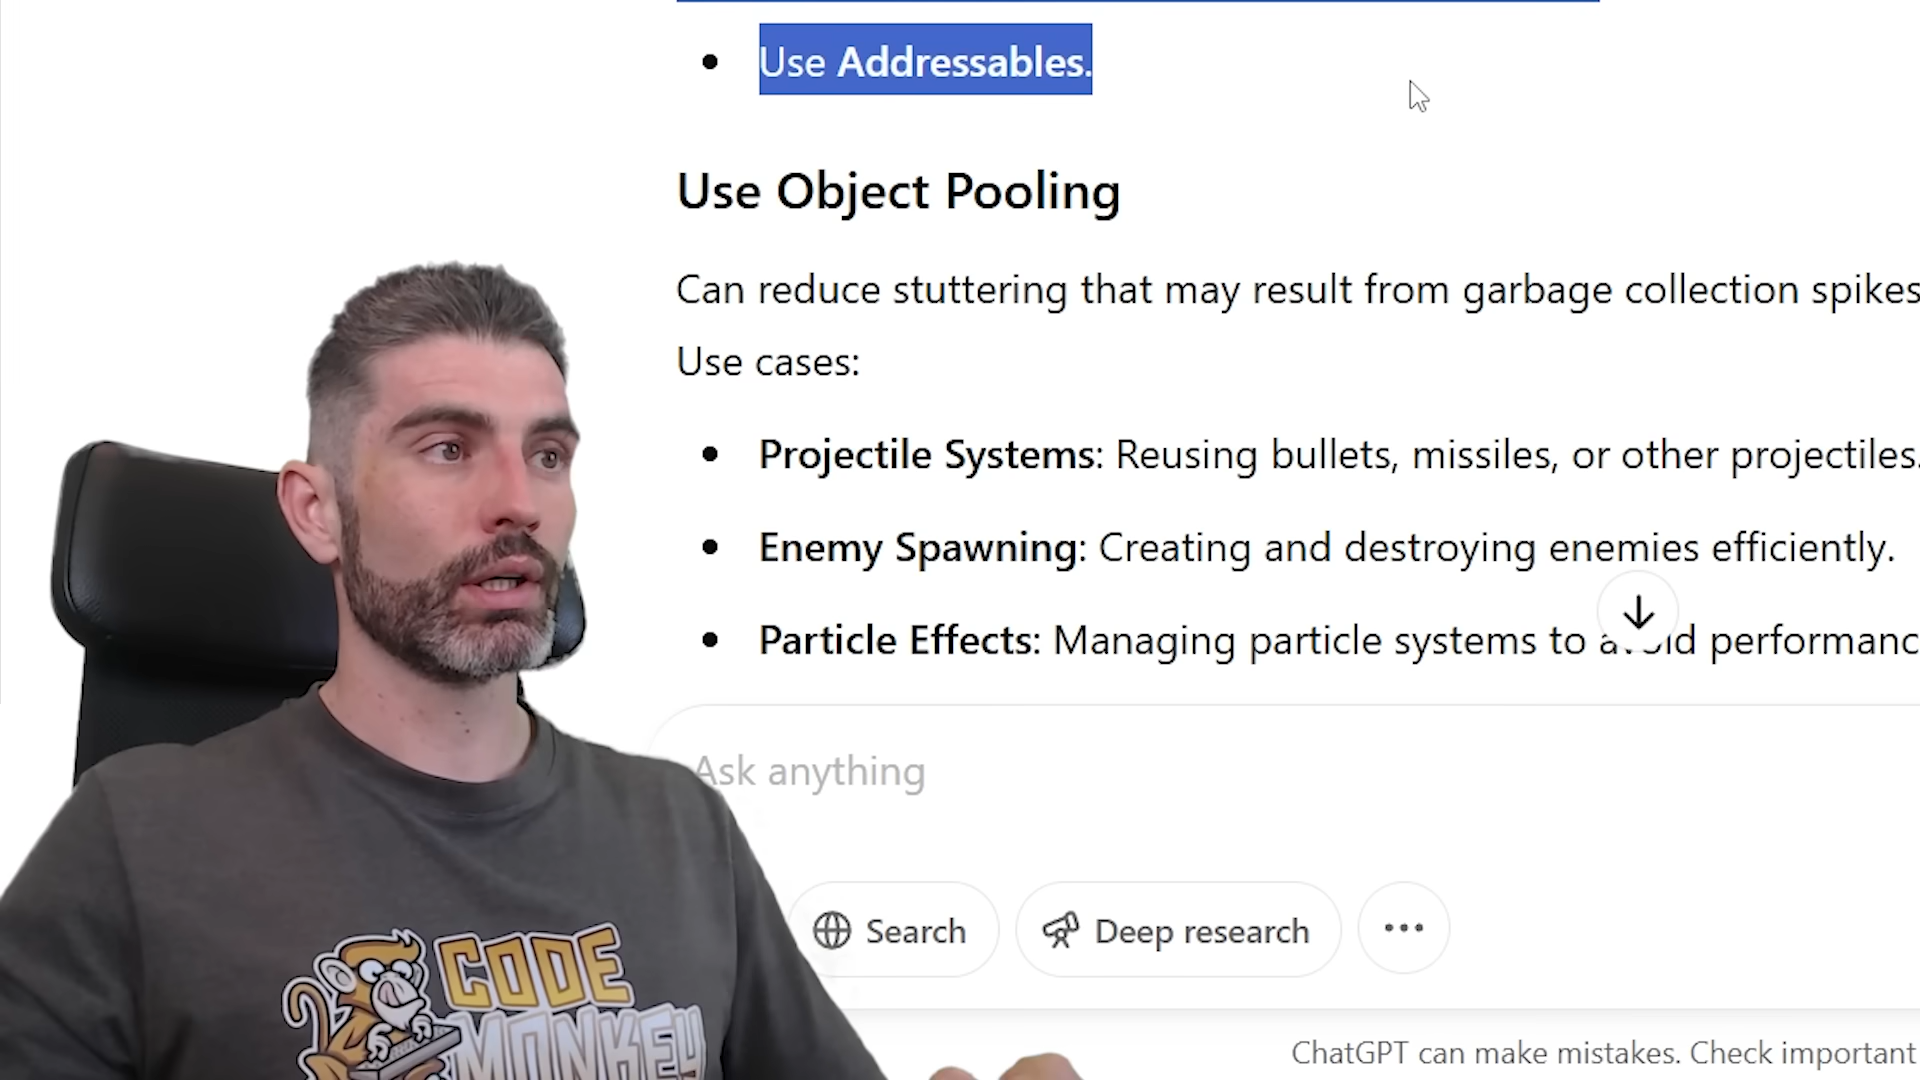 Use Addressables.
Use Object Pooling
Can reduce stuttering that may result from garbage collection spikes
Use cases:
Projectile Systems: Reusing bullets, missiles, or other projectiles.
Enemy Spawning: Creating and destroying enemies efficiently.
Particle Effects: Managing particle systems to avoid performanc
Ask anything
Search
Deep research
CODE
MONKEY
ChatGPT can make mistakes. Check important